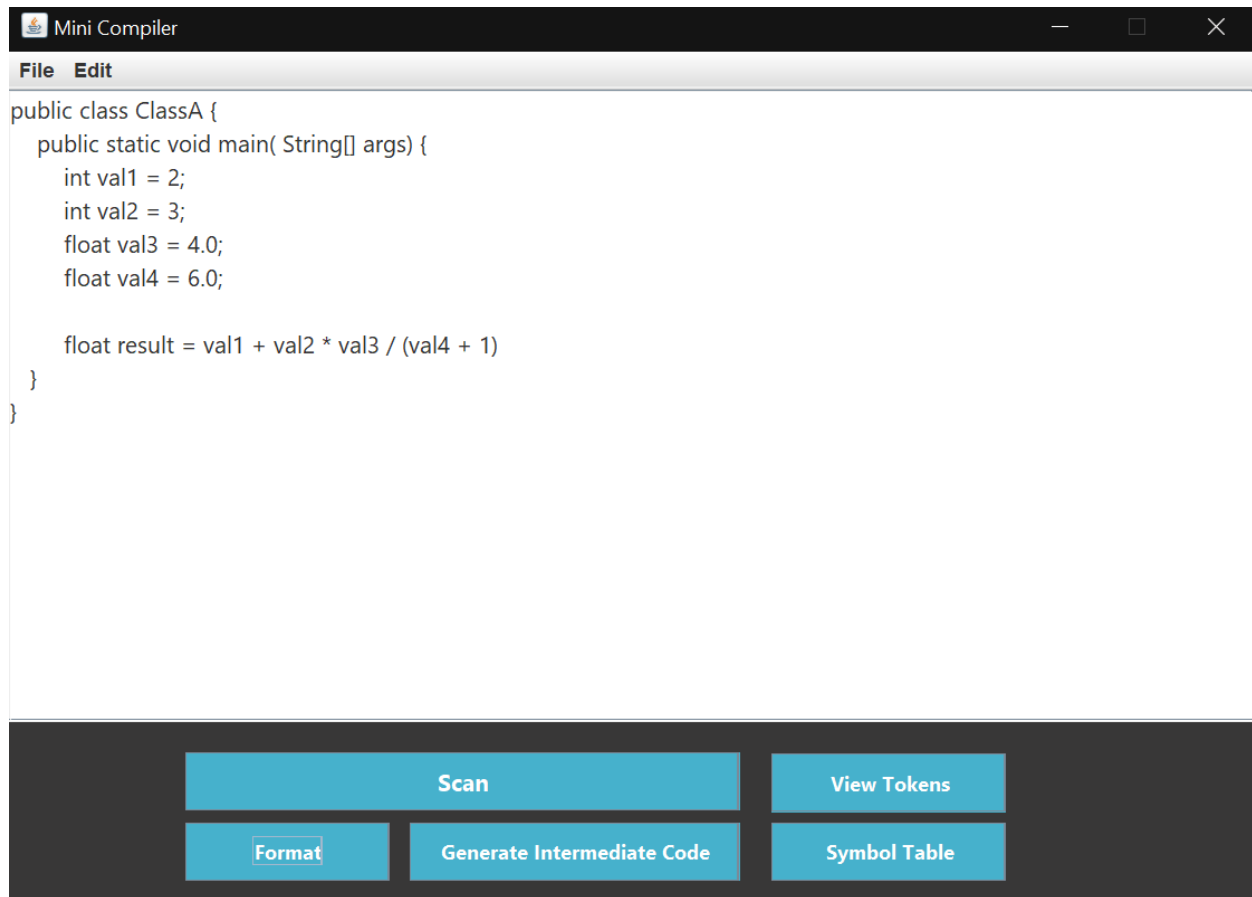 Mini Compiler
File Edit
public class ClassA {
public static void main( String[] args) {
int val1 = 2;
int val2 = 3;
float val3 = 4.0;
float val4 = 6.0;
float result = val1 + val2 * val3 / (val4 + 1)
}
}
Scan
View Tokens
Format
Generate Intermediate Code
Symbol Table